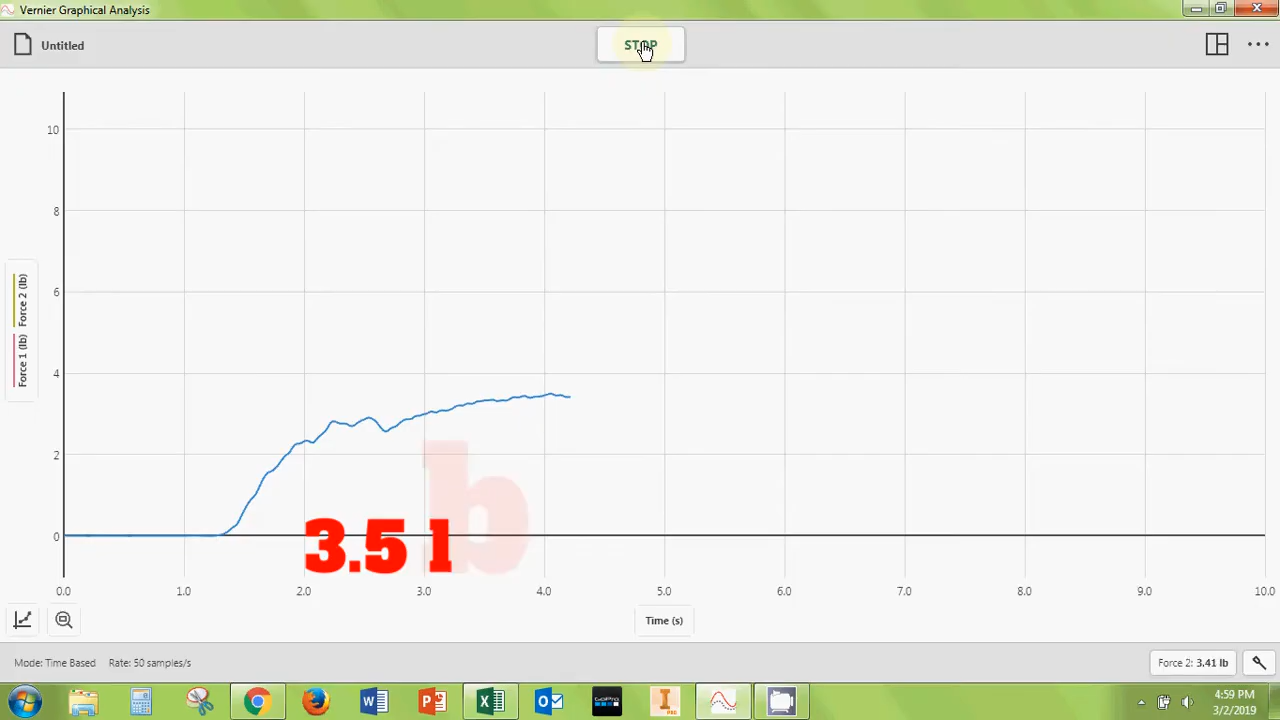 Vernier Graphical Analysis
Untitled
STOP
10
8
6
4
2
0
Force 2 (lb)
Force 1 (lb)
3.5 lb
0.0 1.0 2.0 3.0 4.0 5.0 6.0 7.0 8.0 9.0 10.0
Time (s)
Mode: Time Based Rate: 50 samples/s
Force 2: 3.41 lb
GoPro
PRO
4:59 PM
3/2/2019